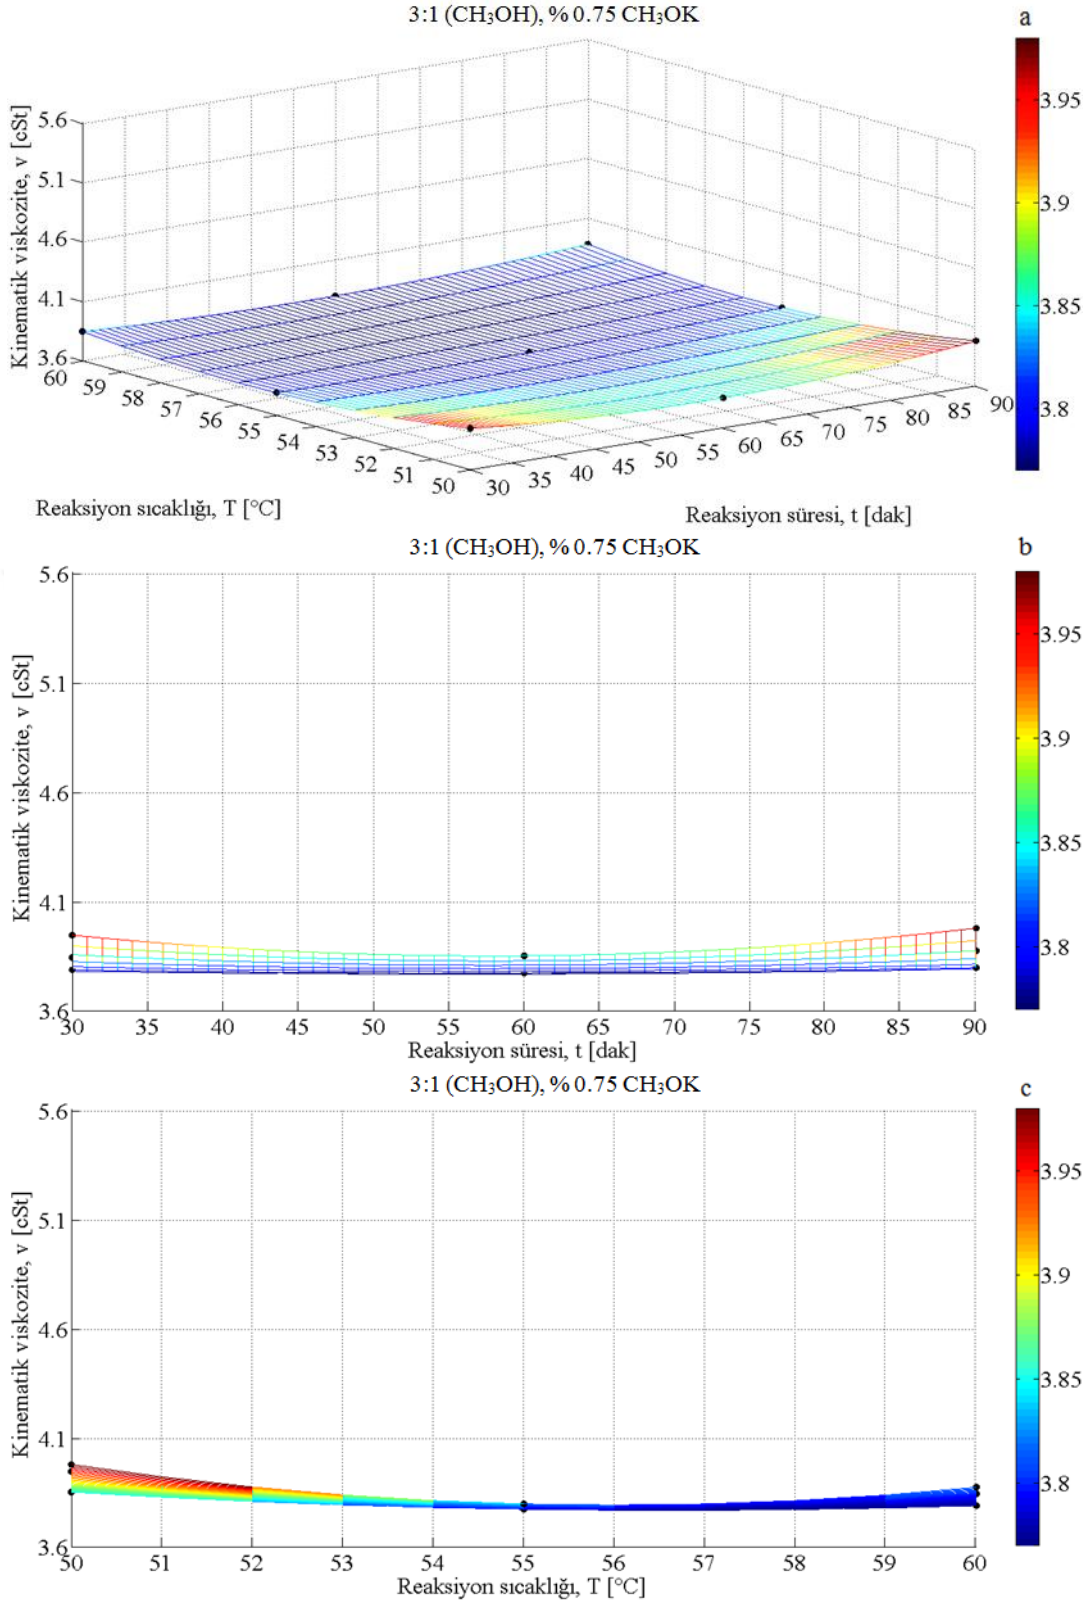 3:1 (CH₃OH), % 0.75 CH₃OK
a
Kinematik viskozite, v [cSt]
5.6
5.1
4.6
4.1
3.6
60 59 58 57 56 55 54 53 52 51 50
30 35 40 45 50 55 60 65 70 75 80 85 90
Reaksiyon sıcaklığı, T [°C]
Reaksiyon süresi, t [dak]
3.95
3.9
3.85
3.8
3:1 (CH₃OH), % 0.75 CH₃OK
b
Kinematik viskozite, v [cSt]
5.6
5.1
4.6
4.1
3.6
30 35 40 45 50 55 60 65 70 75 80 85 90
Reaksiyon süresi, t [dak]
3.95
3.9
3.85
3.8
3:1 (CH₃OH), % 0.75 CH₃OK
c
Kinematik viskozite, v [cSt]
5.6
5.1
4.6
4.1
3.6
50 51 52 53 54 55 56 57 58 59 60
Reaksiyon sıcaklığı, T [°C]
3.95
3.9
3.85
3.8